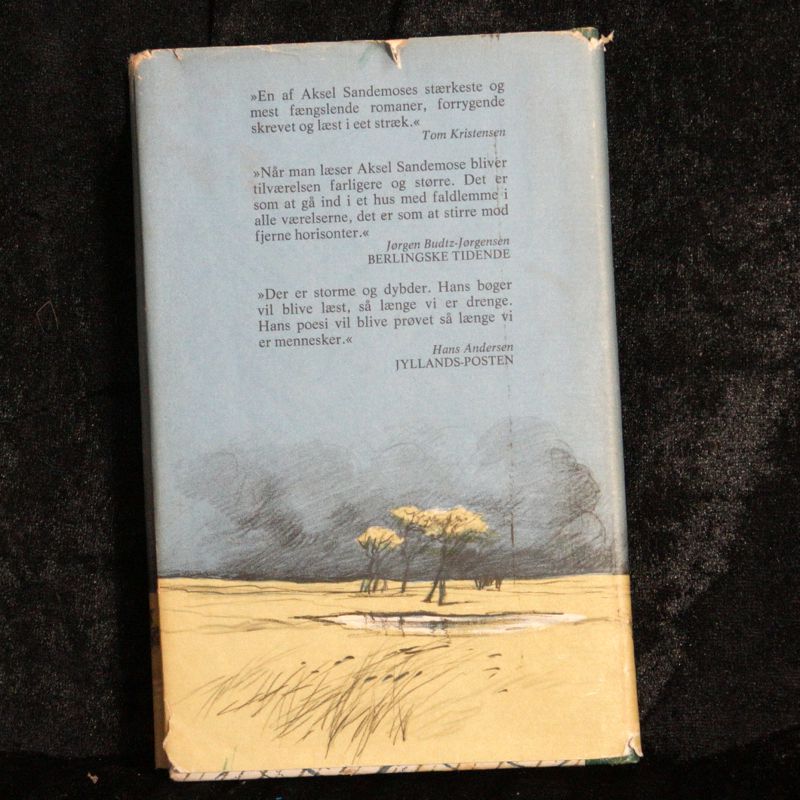 »En af Aksel Sandemoses stærkeste og
mest fængslende romaner, forrygende
skrevet og læst i eet stræk.«
Tom Kristensen
»Når man læser Aksel Sandemose bliver
tilværelsen farligere og større. Det er
som at gå ind i et hus med faldlemme i
alle værelserne, det er som at stirre mod
fjerne horisonter.«
Jørgen Budtz-Jørgensen
BERLINGSKE TIDENDE
»Der er storme og dybder. Hans bøger
vil blive læst, så længe vi er drenge.
Hans poesi vil blive prøvet så længe vi
er mennesker.«
Hans Andersen
JYLLANDS-POSTEN